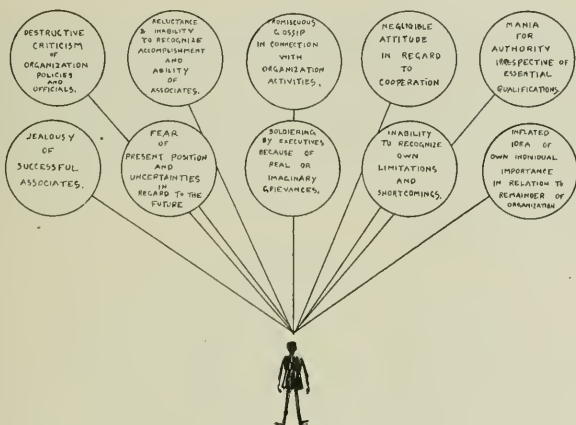 DESTRUCTIVE
CRITICISM
OF
ORGANIZATION
POLICIES
AND
OFFICIALS.
RELUCTANCE
& INABILITY
TO RECOGNIZE
ACCOMPLISHMENT
AND
ABILITY
OF
ASSOCIATES.
PROMISCUOUS
GOSSIP
IN CONNECTION
WITH
ORGANIZATION
ACTIVITIES.
NEGLIGIBLE
ATTITUDE
IN REGARD
TO
COOPERATION
MANIA
FOR
AUTHORITY
IRRESPECTIVE OF
ESSENTIAL
QUALIFICATIONS.
JEALOUSY
OF
SUCCESSFUL
ASSOCIATES.
FEAR
OF
PRESENT POSITION
AND
UNCERTAINTIES
IN
REGARD TO THE
FUTURE
SOLDIERING
BY EXECUTIVES
BECAUSE OF
REAL OR
IMAGINARY
GRIEVANCES.
INABILITY
TO RECOGNIZE
OWN
LIMITATIONS
AND
SHORTCOMINGS.
INFLATED
IDEA OF
OWN INDIVIDUAL
IMPORTANCE
IN RELATION TO
REMAINDER OF
ORGANIZATION